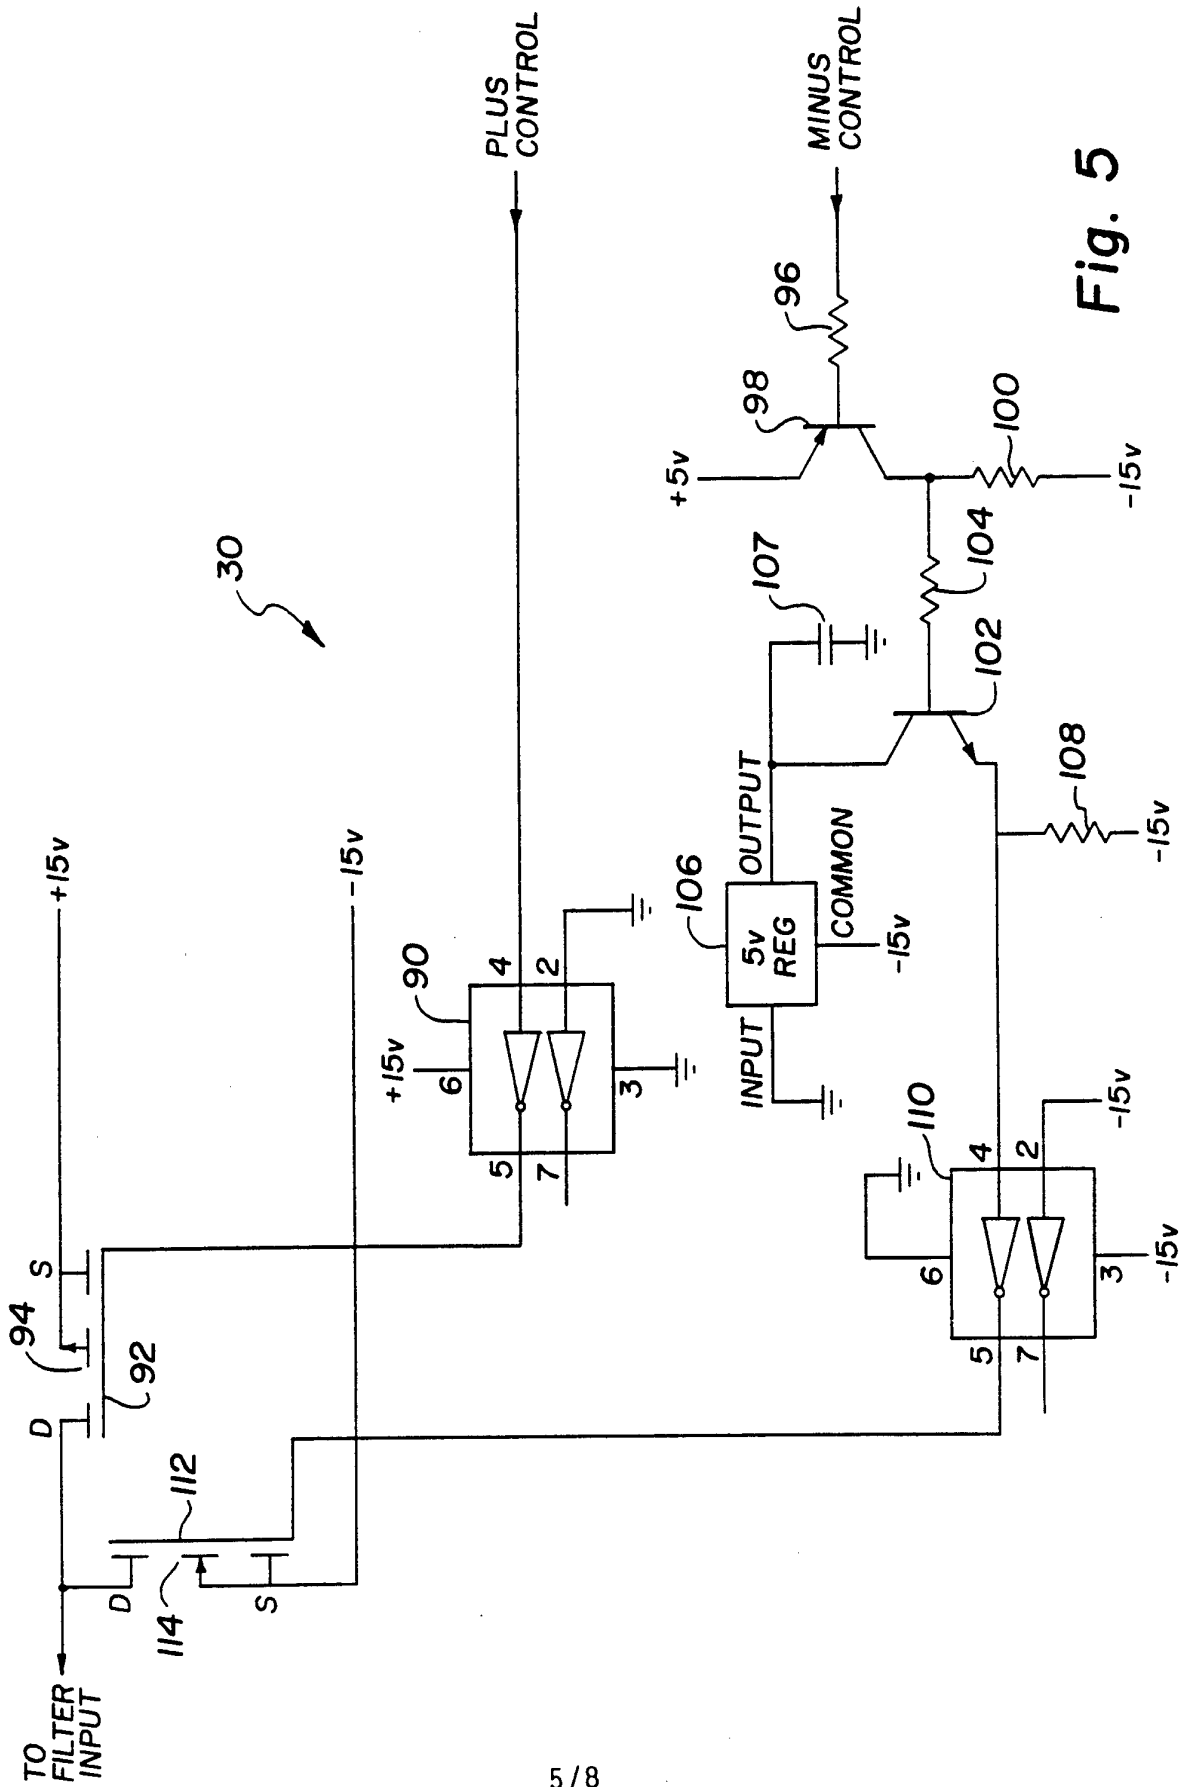 TO
FILTER
INPUT
D
94
S
+15v
92
112
114
D
S
-15v
30
PLUS
CONTROL
90
+15v
6
5
4
7
2
3
110
6
5
4
7
2
3
-15v
-15v
INPUT
5v
REG
106
OUTPUT
COMMON
-15v
107
102
108
-15v
104
+5v
98
96
100
-15v
MINUS
CONTROL
Fig. 5
5/8